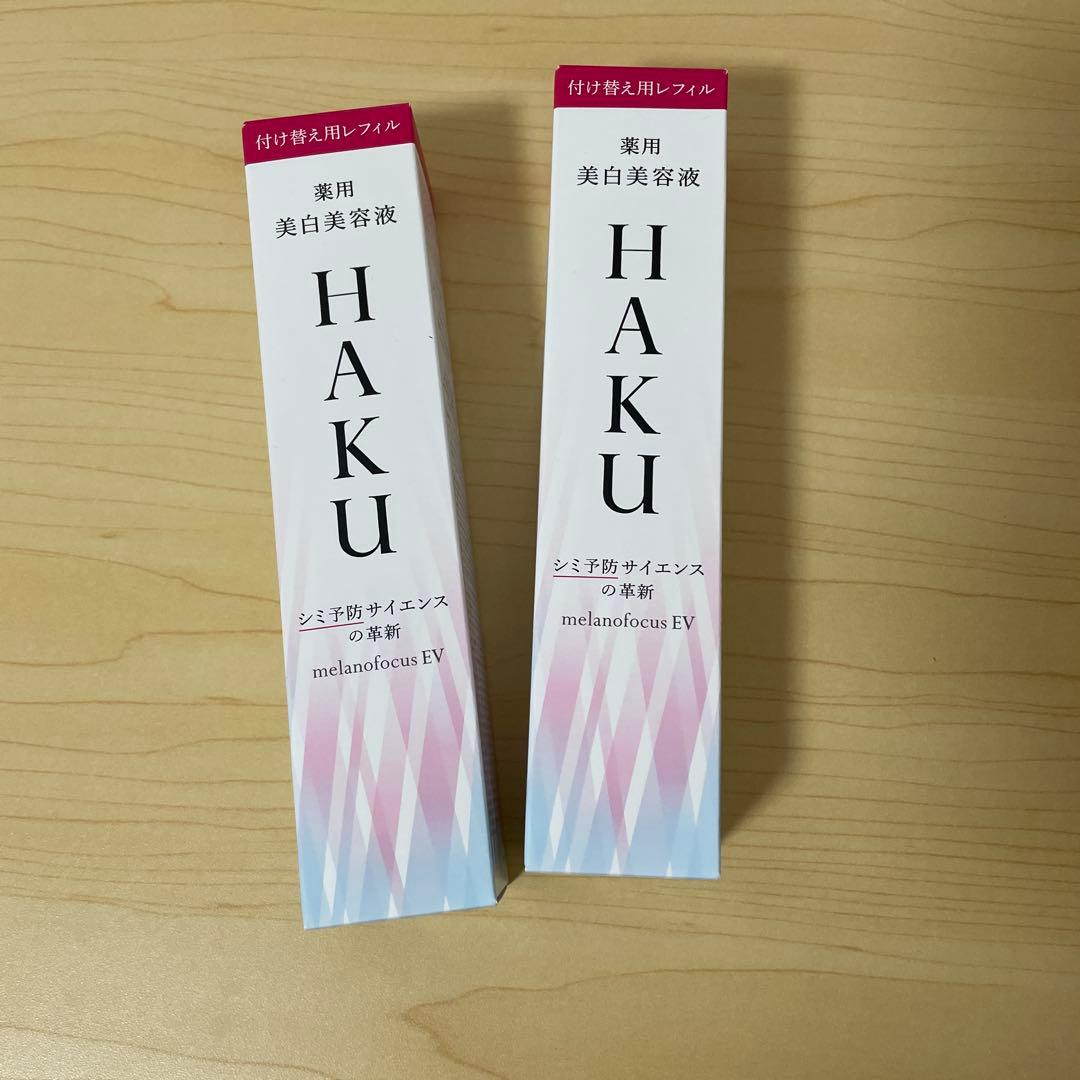 付け替え用レフィル
薬用
美白美容液
HAKU
シミ予防サイエンス
の革新
melanofocus EV
付け替え用レフィル
薬用
美白美容液
HAKU
シミ予防サイエンス
の革新
melanofocus EV